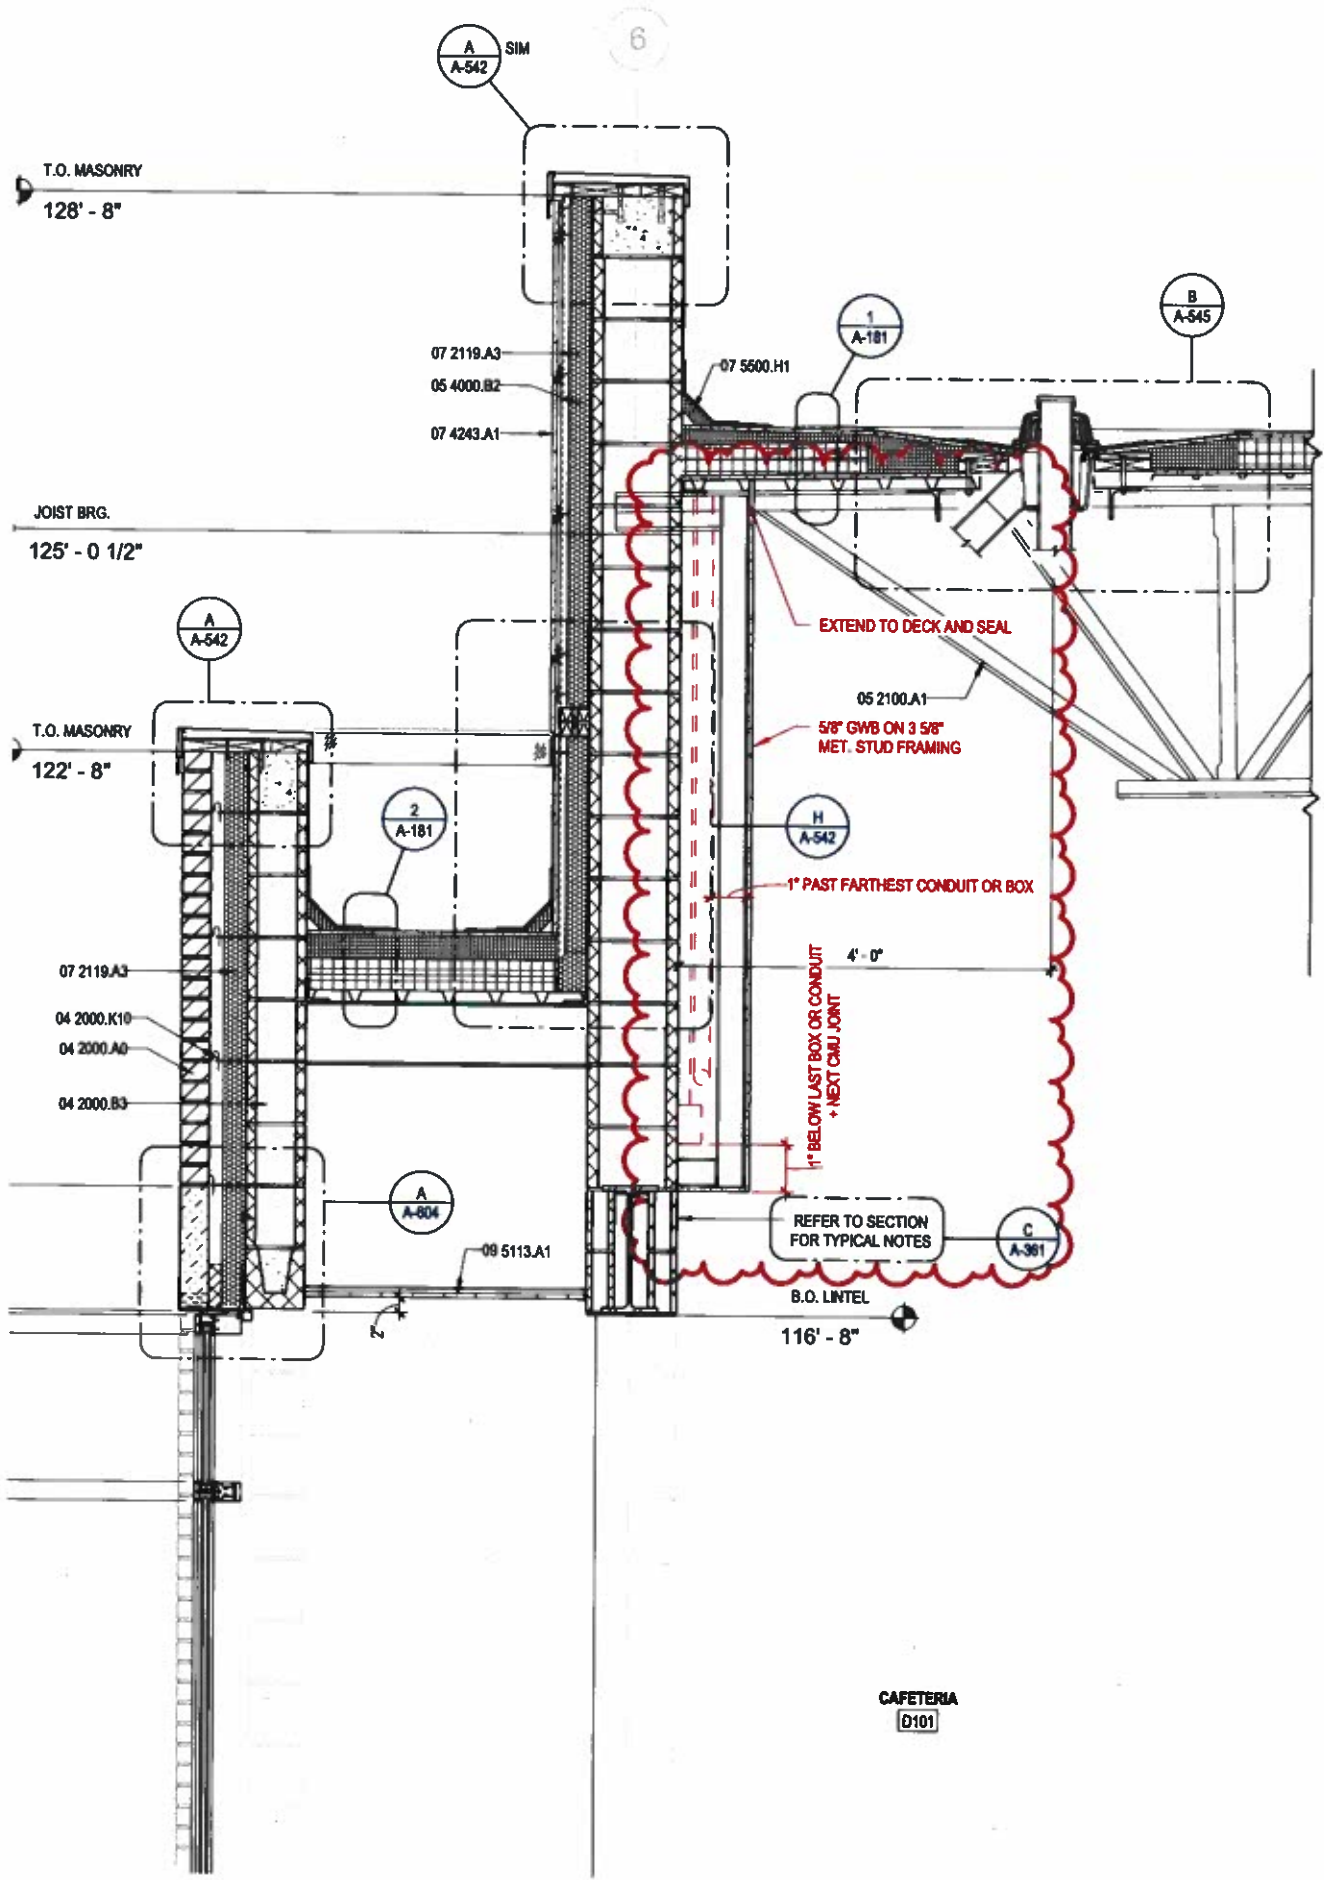 6
A
A-542
SIM
T.O. MASONRY
128' - 8"
B
A-545
1
A-181
07 2119.A3
05 4000.B2
07 4243.A1
07 5500.H1
JOIST BRG.
125' - 0 1/2"
A
A-542
EXTEND TO DECK AND SEAL
05 2100.A1
T.O. MASONRY
122' - 8"
5/8" GWB ON 3 5/8"
MET. STUD FRAMING
2
A-181
H
A-542
1" PAST FARTHEST CONDUIT OR BOX
4' - 0"
1" BELOW LAST BOX OR CONDUIT
+ NEXT CMU JOINT
07 2119.A3
04 2000.K10
04 2000.A0
04 2000.B3
A
A-604
09 5113.A1
2"
REFER TO SECTION
FOR TYPICAL NOTES
C
A-361
B.O. LINTEL
116' - 8"
CAFETERIA
D101